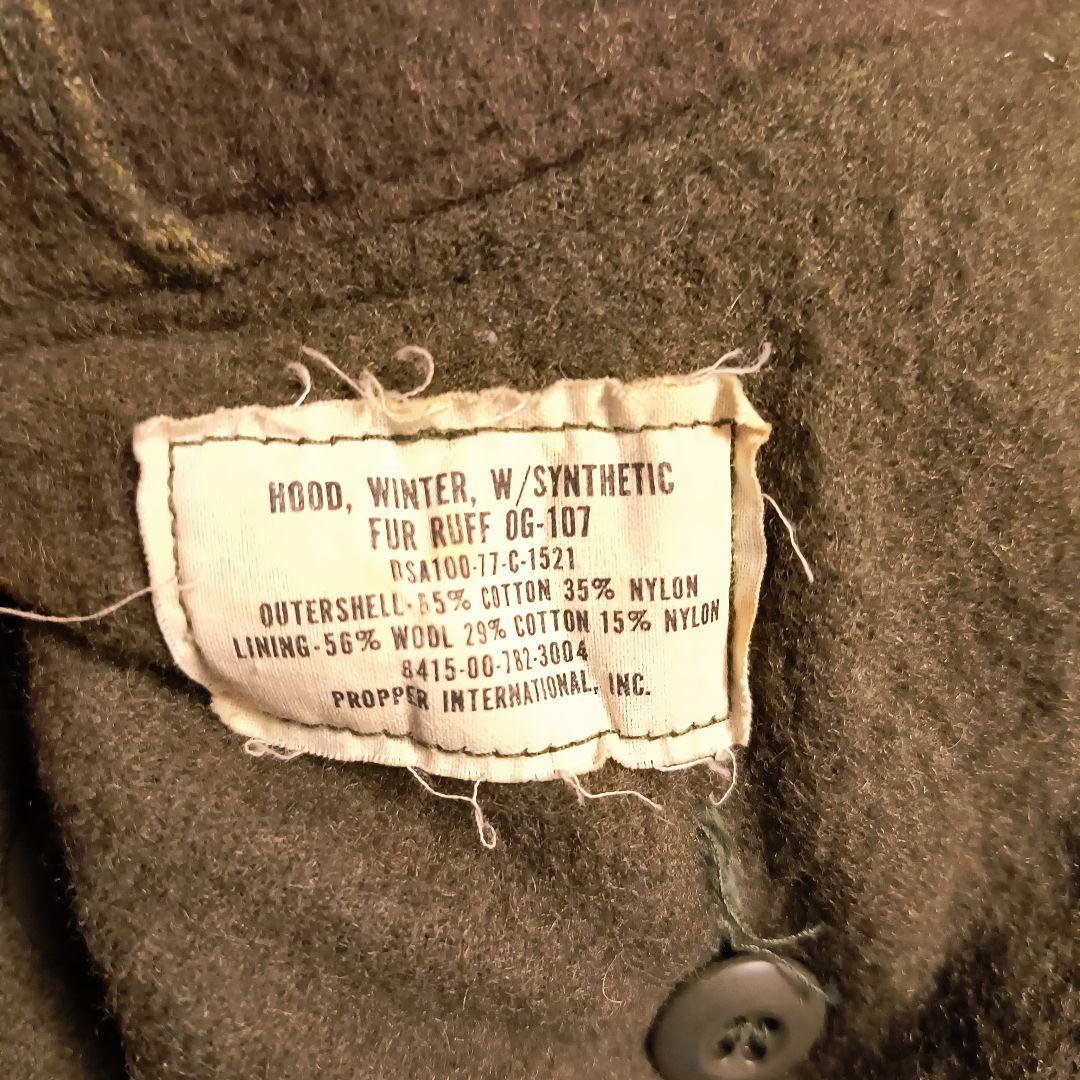 HOOD, WINTER, W/SYNTHETIC
FUR RUFF OG-107
DSA100-77-C-1521
OUTERSHELL-65% COTTON 35% NYLON
LINING-56% WOOL 29% COTTON 15% NYLON
8415-00-782-3004
PROPPER INTERNATIONAL, INC.